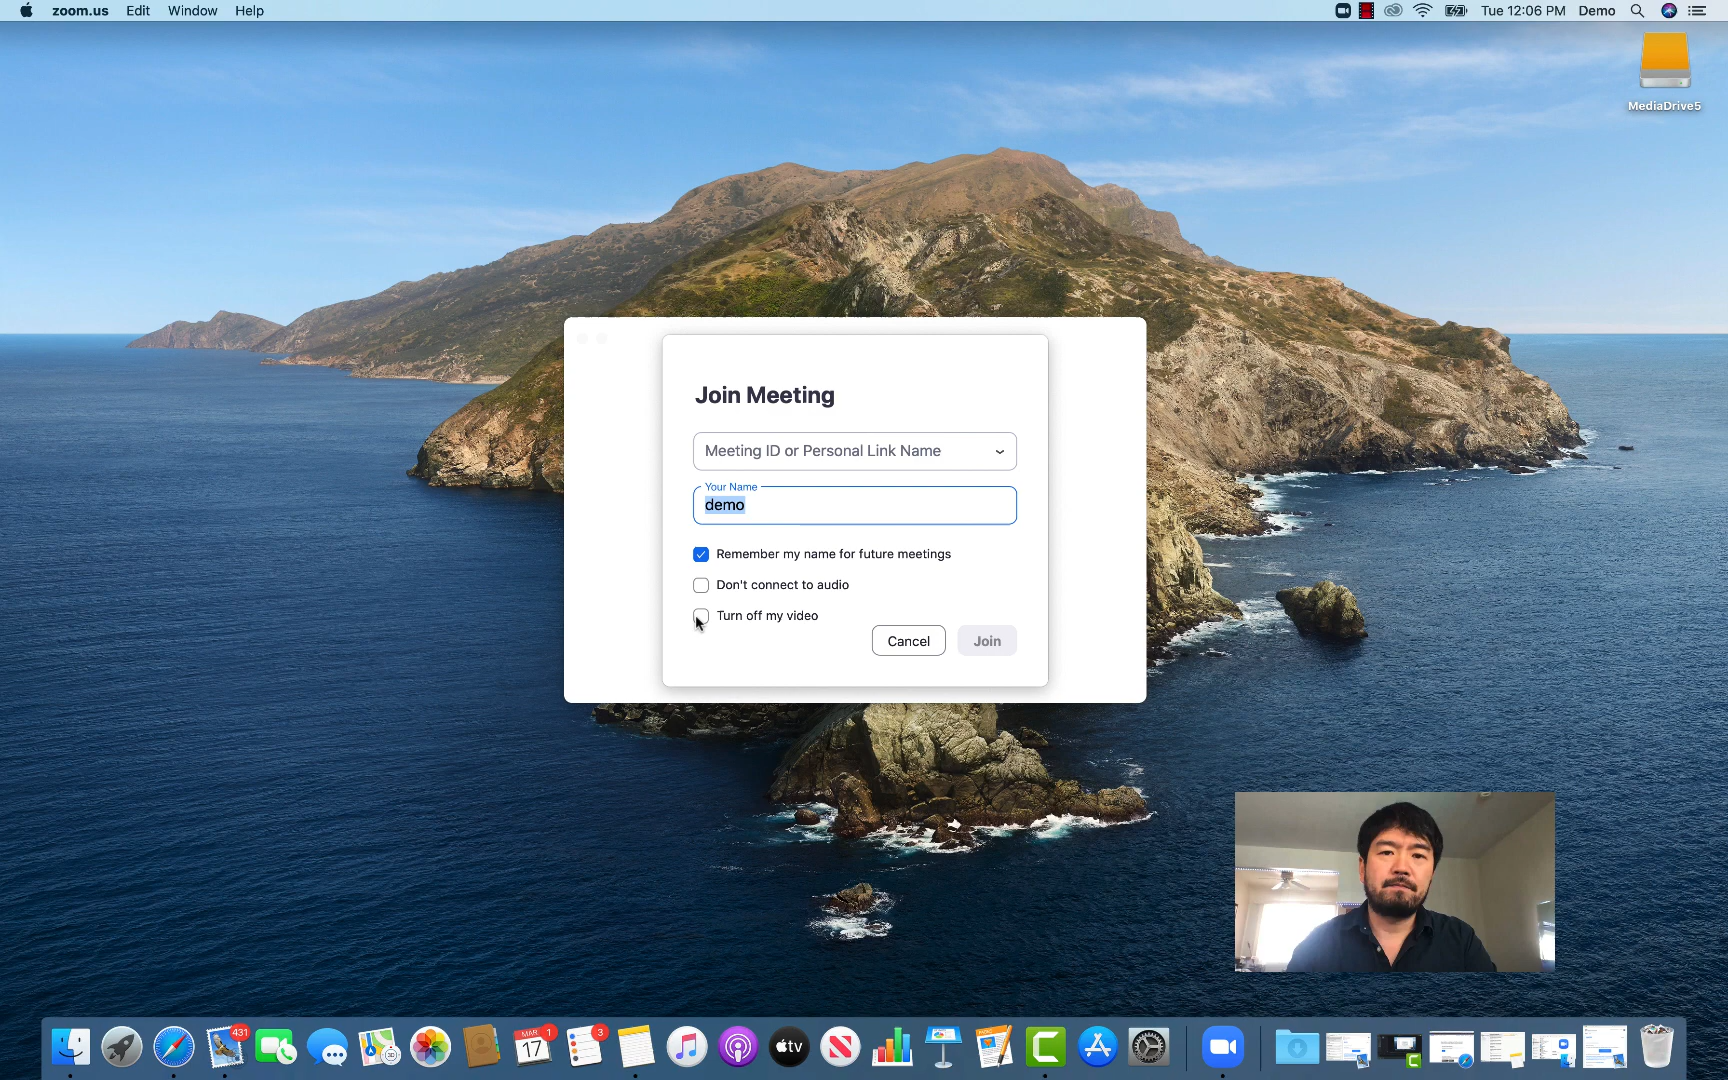 zoom.us Edit Window Help
Tue 12:06 PM Demo
MediaDrive5
Join Meeting
Meeting ID or Personal Link Name
Your Name
demo
Remember my name for future meetings
Don't connect to audio
Turn off my video
Cancel Join
431
MAR
1
17
3
tv
3D